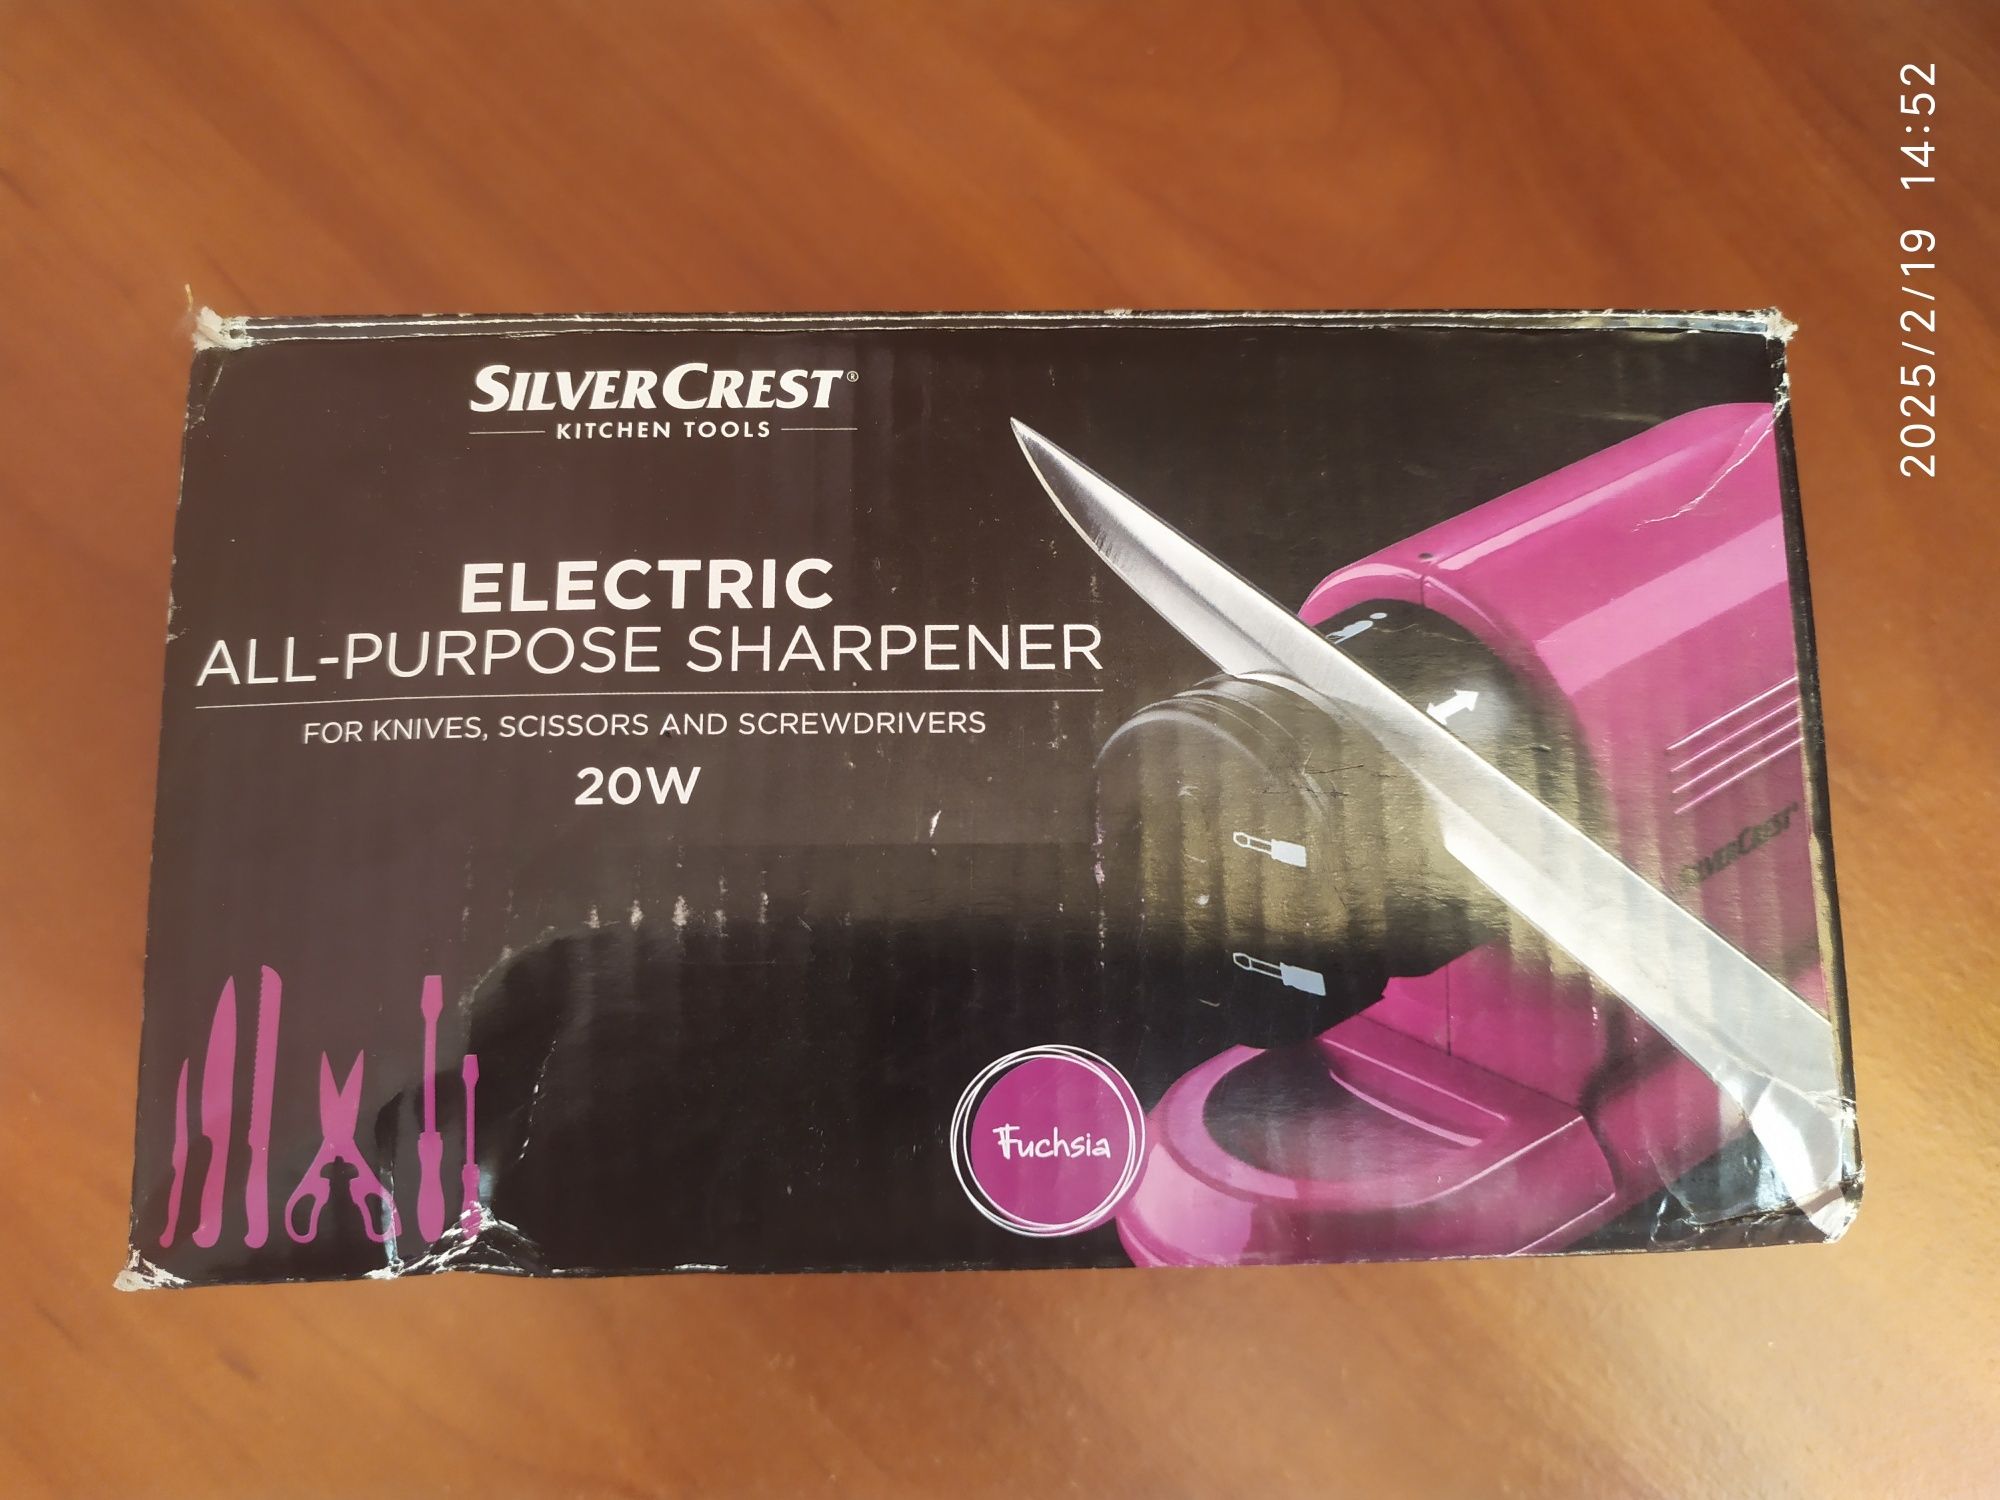 SILVERCREST®
KITCHEN TOOLS
ELECTRIC
ALL-PURPOSE SHARPENER
FOR KNIVES, SCISSORS AND SCREWDRIVERS
20W
SILVERCREST®
Fuchsia
2025/2/19 14:52